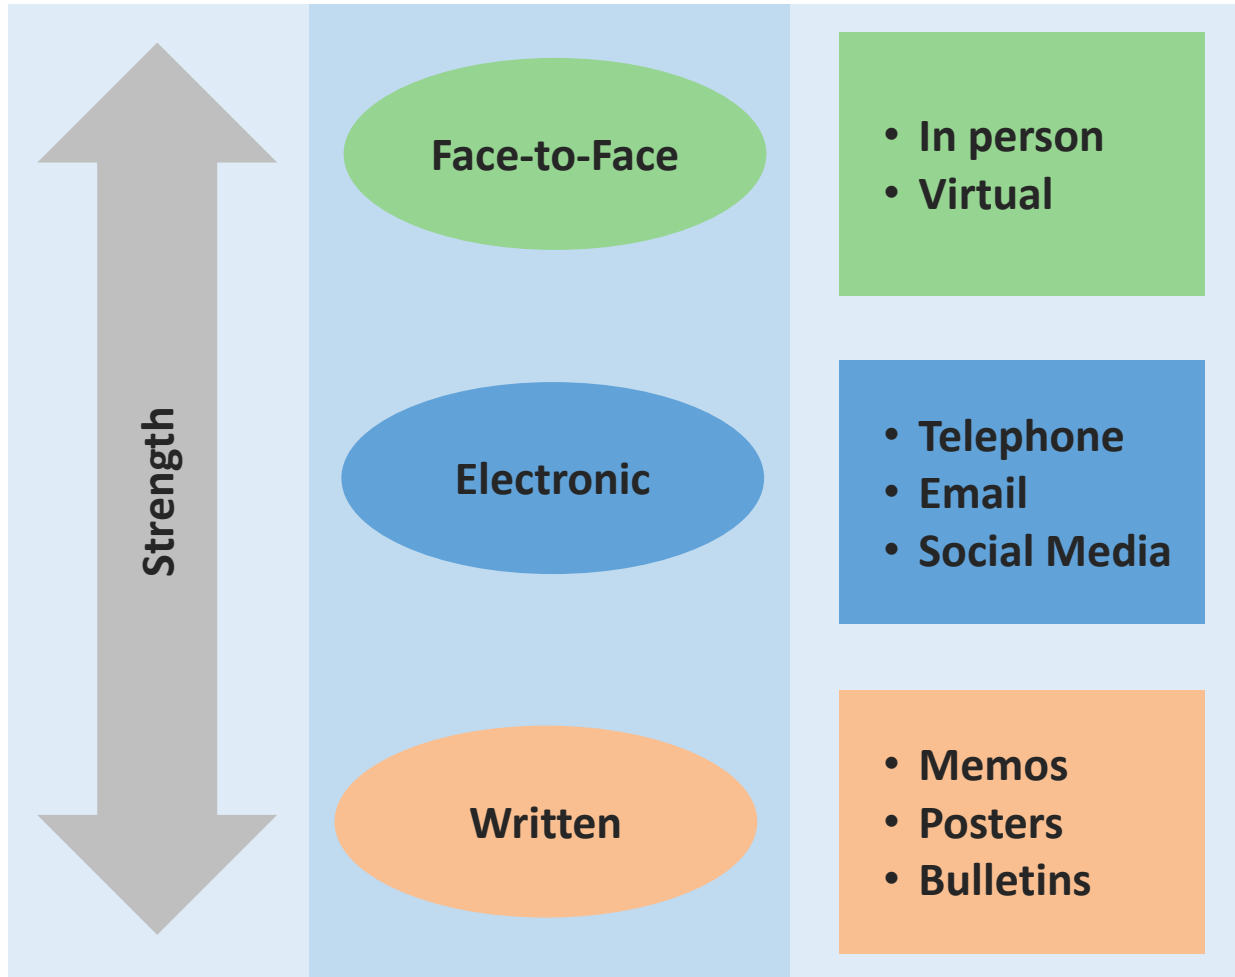 Strength
Face-to-Face
• In person
• Virtual
Electronic
• Telephone
• Email
• Social Media
Written
• Memos
• Posters
• Bulletins